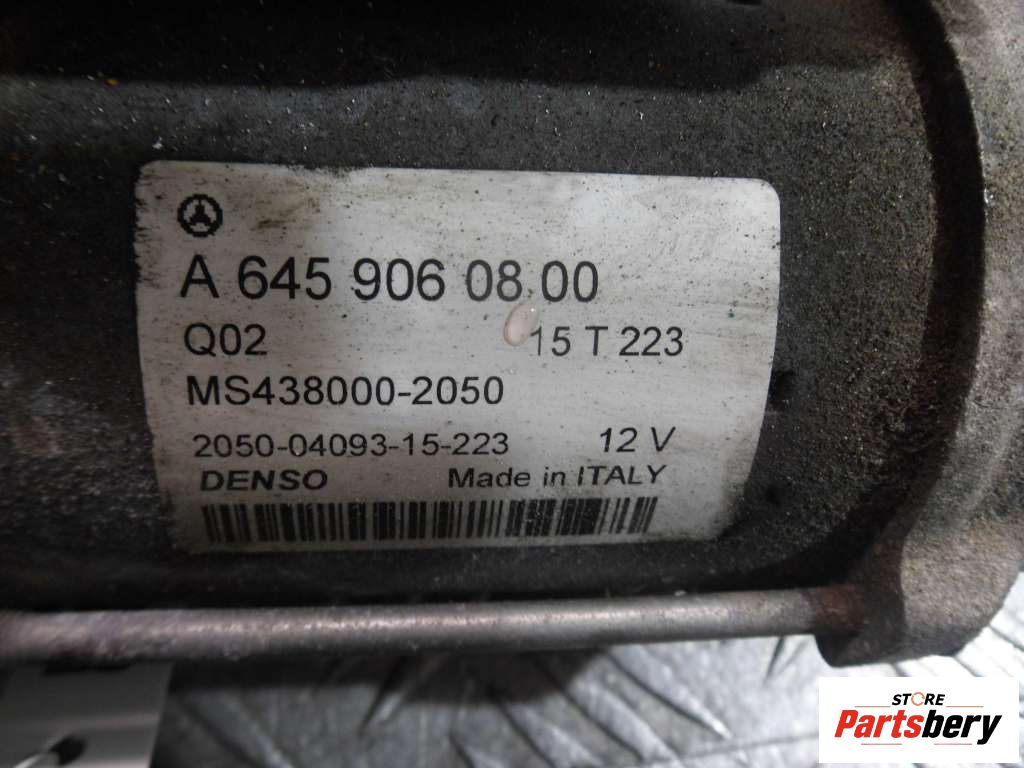 A 645 906 08 00
Q02 15 T 223
MS438000-2050
2050-04093-15-223 12 V
DENSO Made in ITALY
STORE
Partsbery